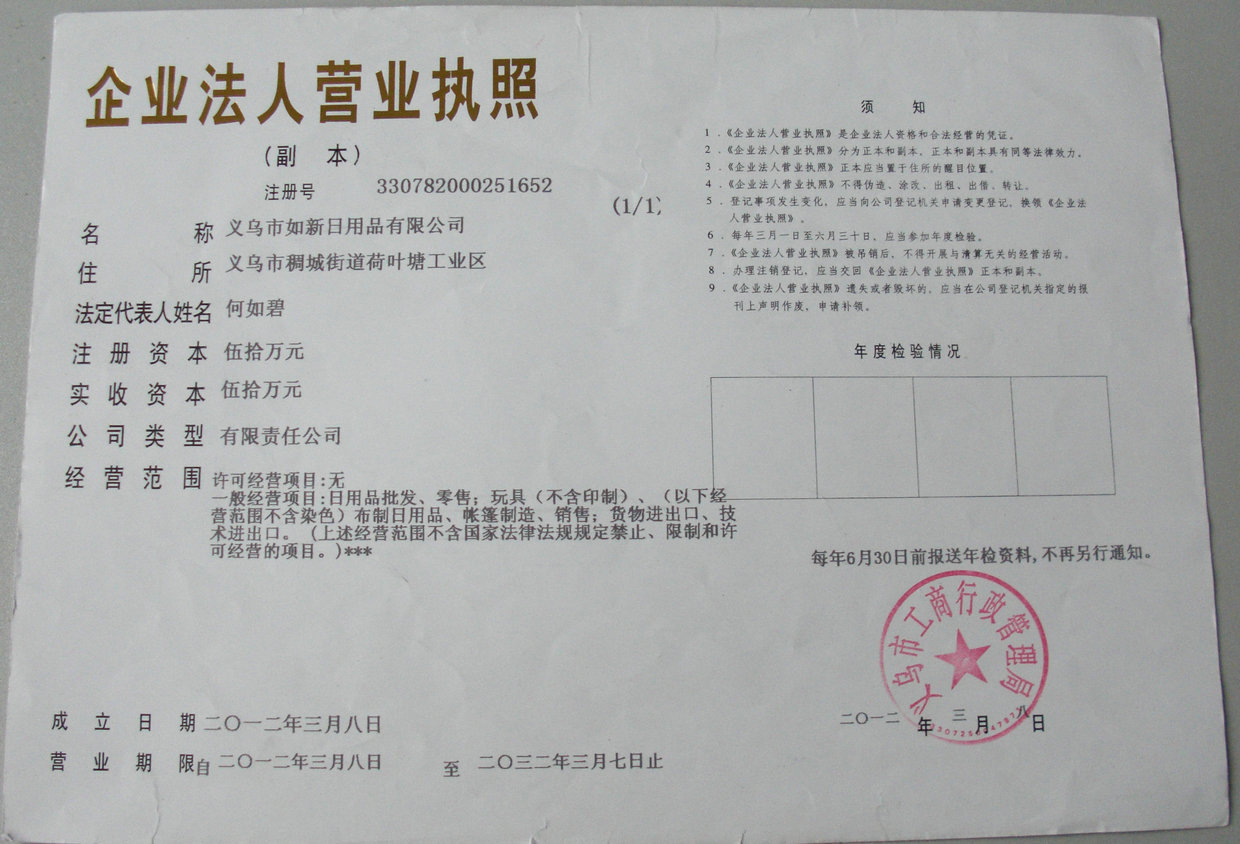 企业法人营业执照
（副 本）
注册号 330782000251652
（1/1）
名 称 义乌市如新日用品有限公司
住 所 义乌市稠城街道荷叶塘工业区
法定代表人姓名 何如碧
注 册 资 本 伍拾万元
实 收 资 本 伍拾万元
公 司 类 型 有限责任公司
经 营 范 围 许可经营项目:无
一般经营项目:日用品批发、零售；玩具（不含印制）、（以下经
营范围不含染色）布制日用品、帐篷制造、销售；货物进出口、技
术进出口。（上述经营范围不含国家法律法规规定禁止、限制和许
可经营的项目。)***
成 立 日 期 二〇一二年三月八日
营 业 期 限 自 二〇一二年三月八日 至 二〇三二年三月七日止
须 知
1．《企业法人营业执照》是企业法人资格和合法经营的凭证。
2．《企业法人营业执照》分为正本和副本，正本和副本具有同等法律效力。
3．《企业法人营业执照》正本应当置于住所的醒目位置。
4．《企业法人营业执照》不得伪造、涂改、出租、出借、转让。
5．登记事项发生变化，应当向公司登记机关申请变更登记，换领《企业法
人营业执照》。
6．每年三月一日至六月三十日，应当参加年度检验。
7．《企业法人营业执照》被吊销后，不得开展与清算无关的经营活动。
8．办理注销登记，应当交回《企业法人营业执照》正本和副本。
9．《企业法人营业执照》遗失或者毁坏的，应当在公司登记机关指定的报
刊上声明作废，申请补领。
年度检验情况
每年6月30日前报送年检资料,不再另行通知。
义乌市工商行政管理局
二〇一二 年 三 月 八 日